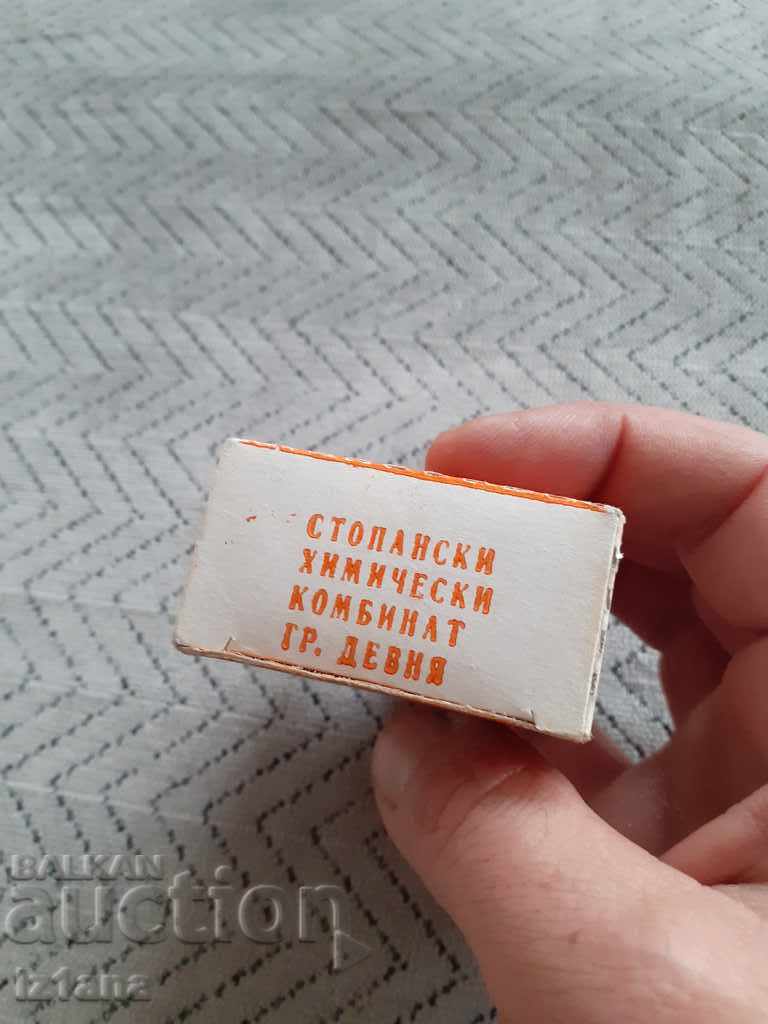 СТОПАНСКИ
ХИМИЧЕСКИ
КОМБИНАТ
ГР. ДЕВНЯ
BALKAN
auction
iz1ana